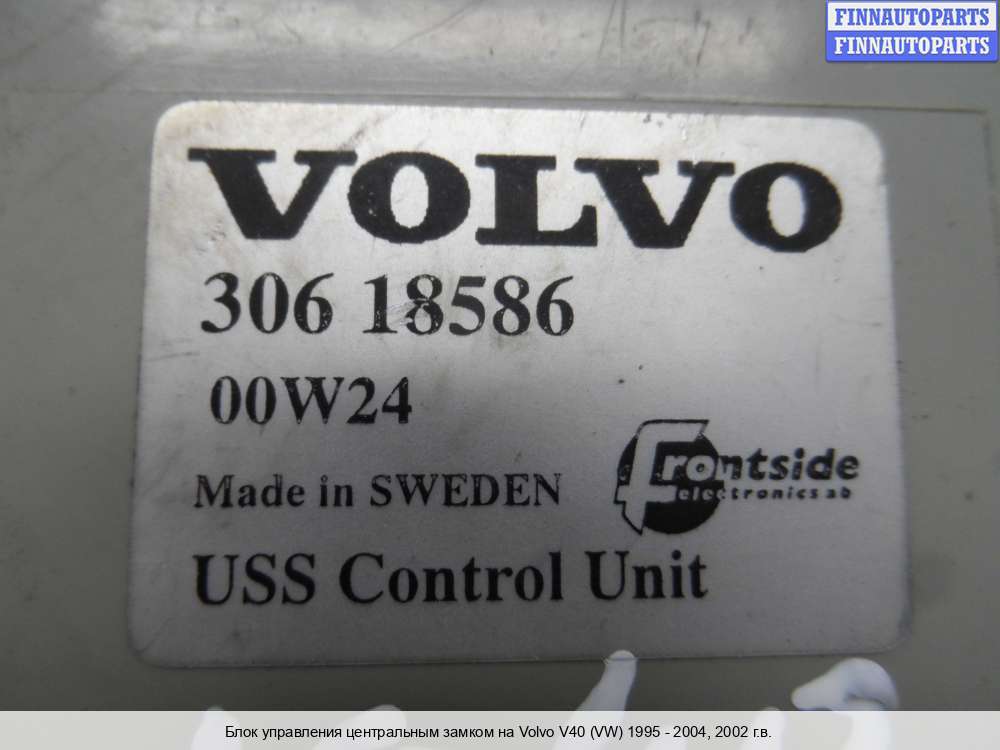 FINNAUTOPARTS
FINNAUTOPARTS
VOLVO
306 18586
00W24
Made in SWEDEN
frontside
electronics ab
USS Control Unit
Блок управления центральным замком на Volvo V40 (VW) 1995 - 2004, 2002 г.в.